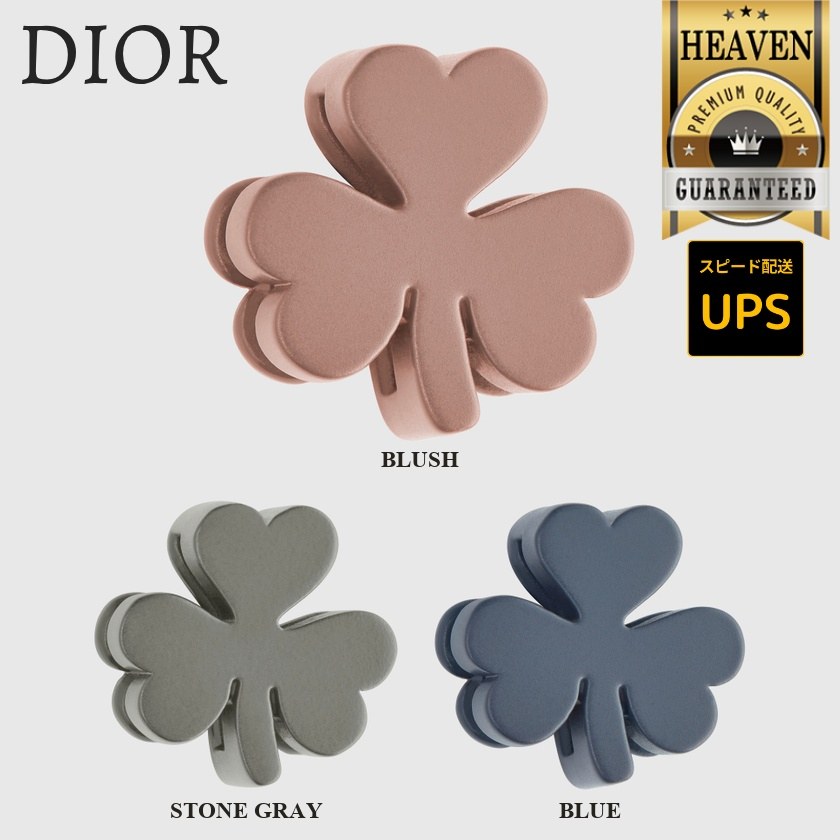 DIOR
HEAVEN
PREMIUM QUALITY
GUARANTEED
スピード配送
UPS
BLUSH
STONE GRAY
BLUE